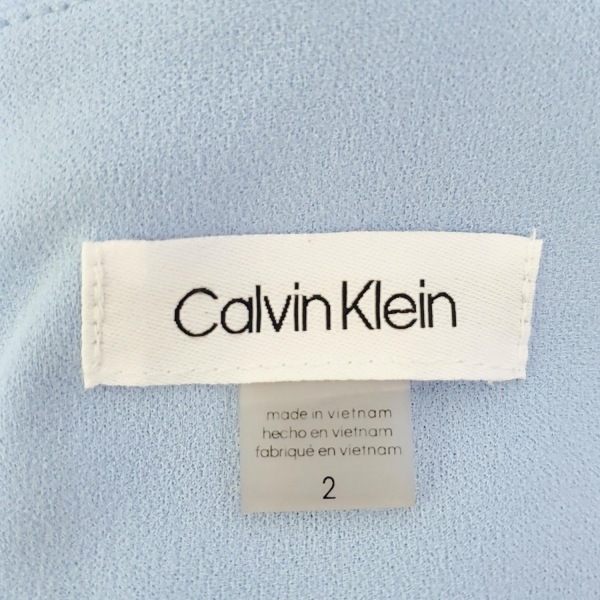 Calvin Klein
made in vietnam
hecho en vietnam
fabriqué en vietnam
2